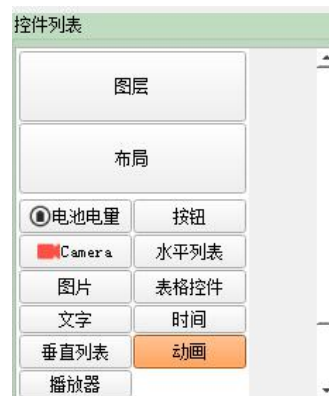 控件列表
图层
布局
电池电量 按钮
Camera 水平列表
图片 表格控件
文字 时间
垂直列表 动画
播放器